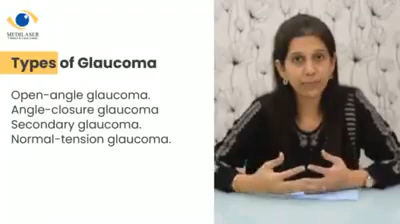 MEDILASER
Types of Glaucoma
Open-angle glaucoma.
Angle-closure glaucoma
Secondary glaucoma.
Normal-tension glaucoma.